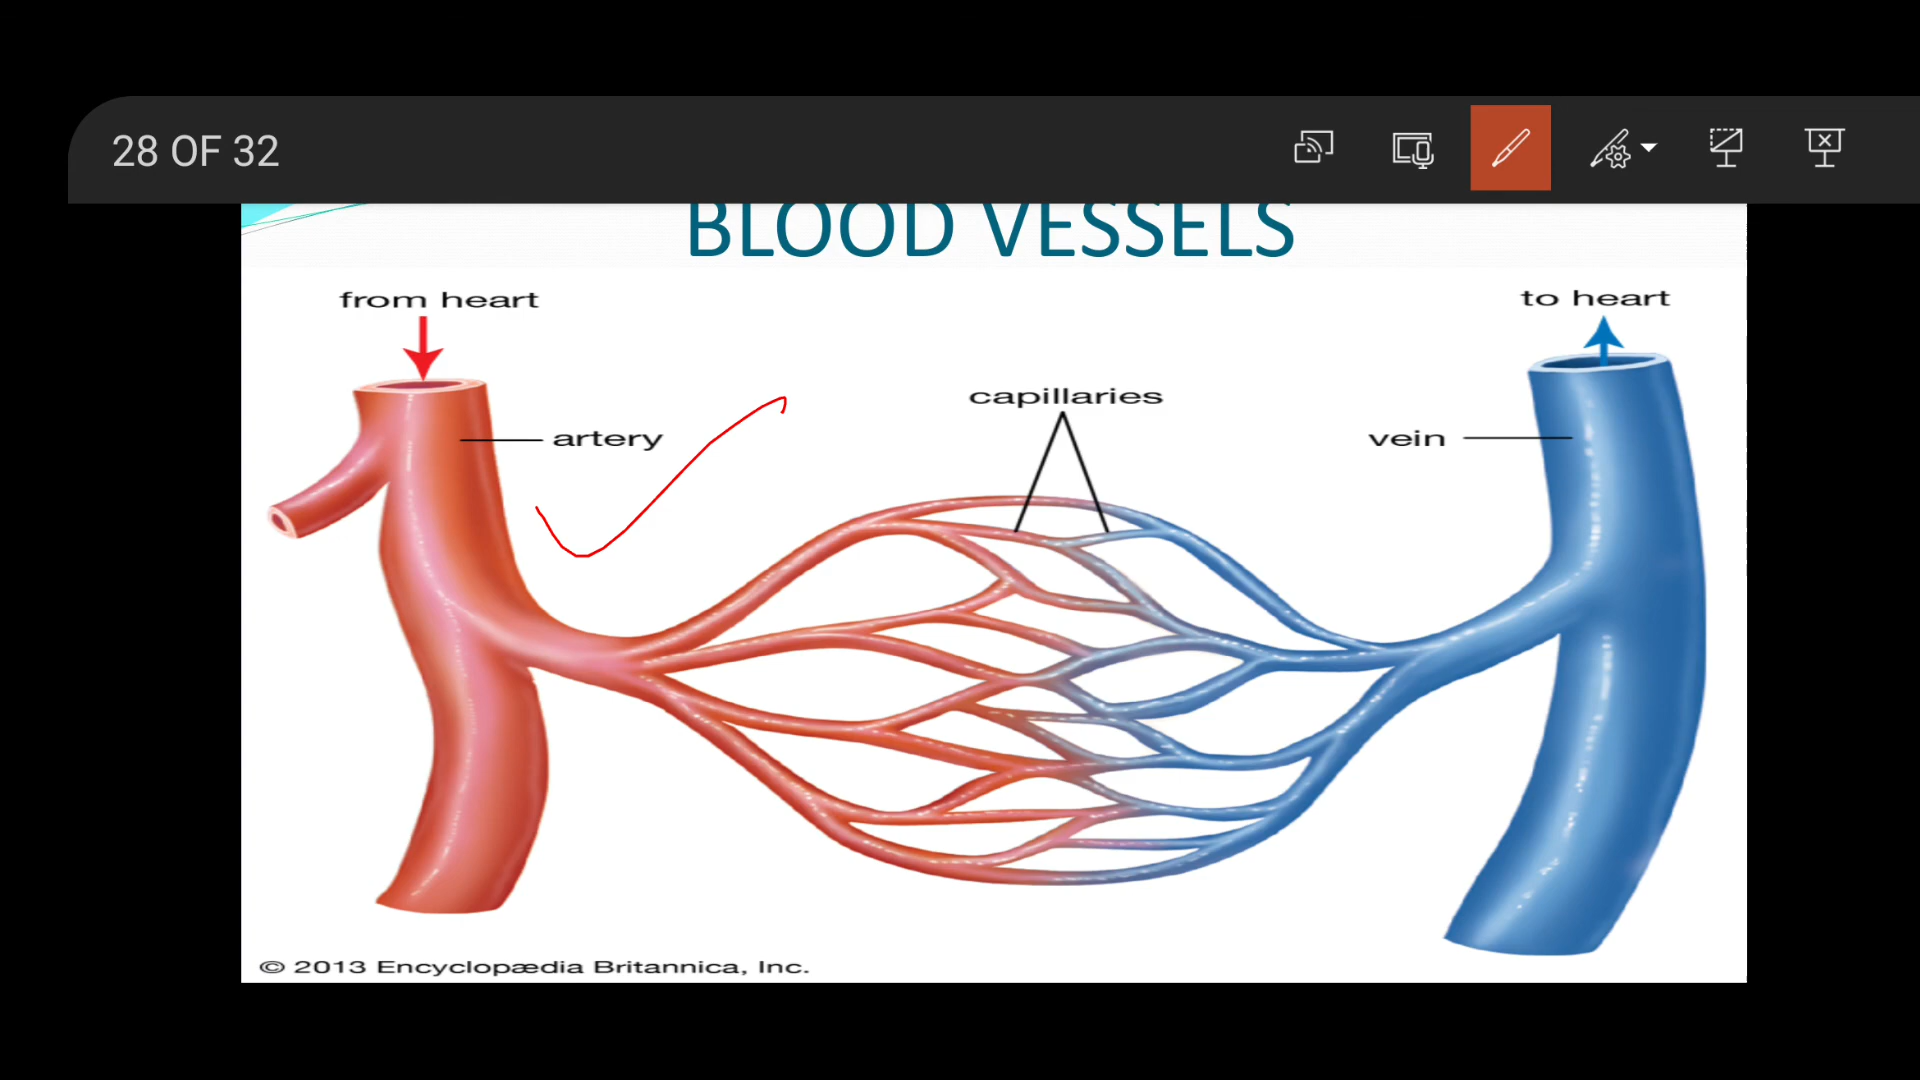 28 OF 32
BLOOD VESSELS
from heart
to heart
capillaries
artery
vein
© 2013 Encyclopædia Britannica, Inc.